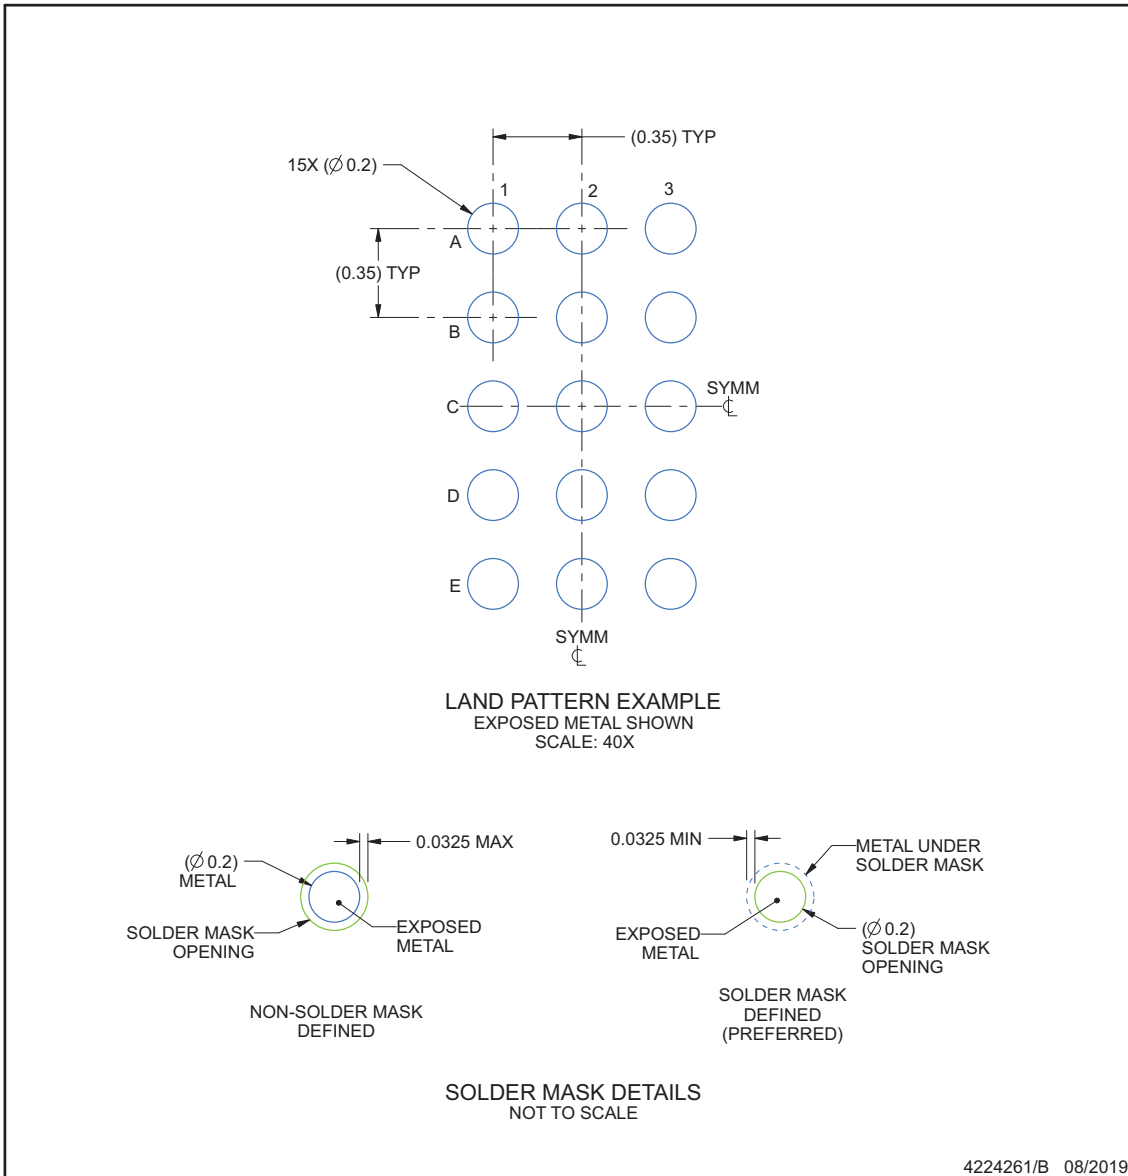 (0.35) TYP
15X (∅ 0.2)
1
2
3
A
(0.35) TYP
B
SYMM
℄
C
D
E
SYMM
℄
LAND PATTERN EXAMPLE
EXPOSED METAL SHOWN
SCALE: 40X
0.0325 MAX
(∅ 0.2)
METAL
SOLDER MASK
OPENING
EXPOSED
METAL
NON-SOLDER MASK
DEFINED
0.0325 MIN
METAL UNDER
SOLDER MASK
EXPOSED
METAL
(∅ 0.2)
SOLDER MASK
OPENING
SOLDER MASK
DEFINED
(PREFERRED)
SOLDER MASK DETAILS
NOT TO SCALE
4224261/B 08/2019